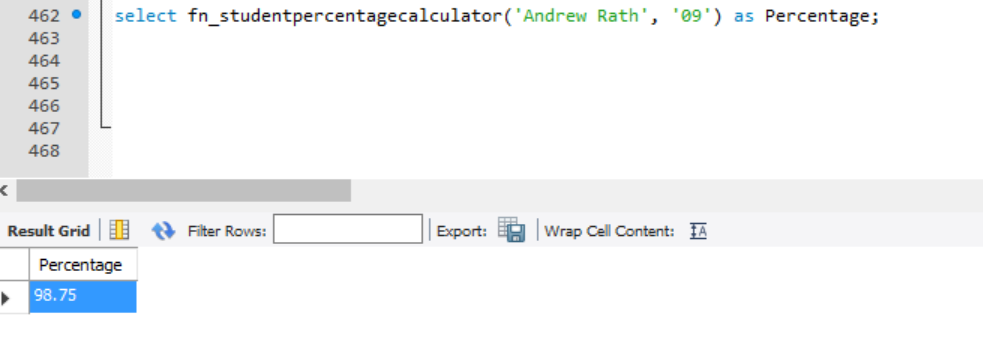 462 select fn_studentpercentagecalculator('Andrew Rath', '09') as Percentage;
463
464
465
466
467
468
Result Grid Filter Rows: Export: Wrap Cell Content: IA
Percentage
98.75